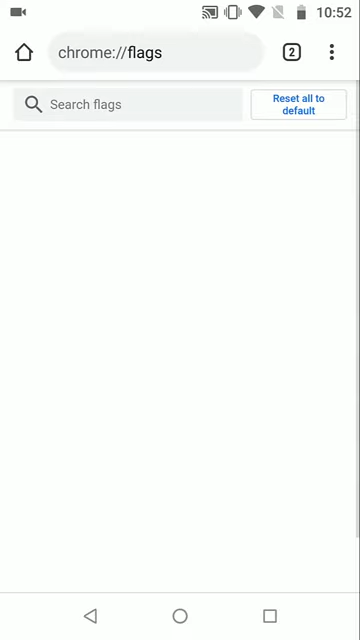 10:52
chrome://flags
2
Search flags
Reset all to
default